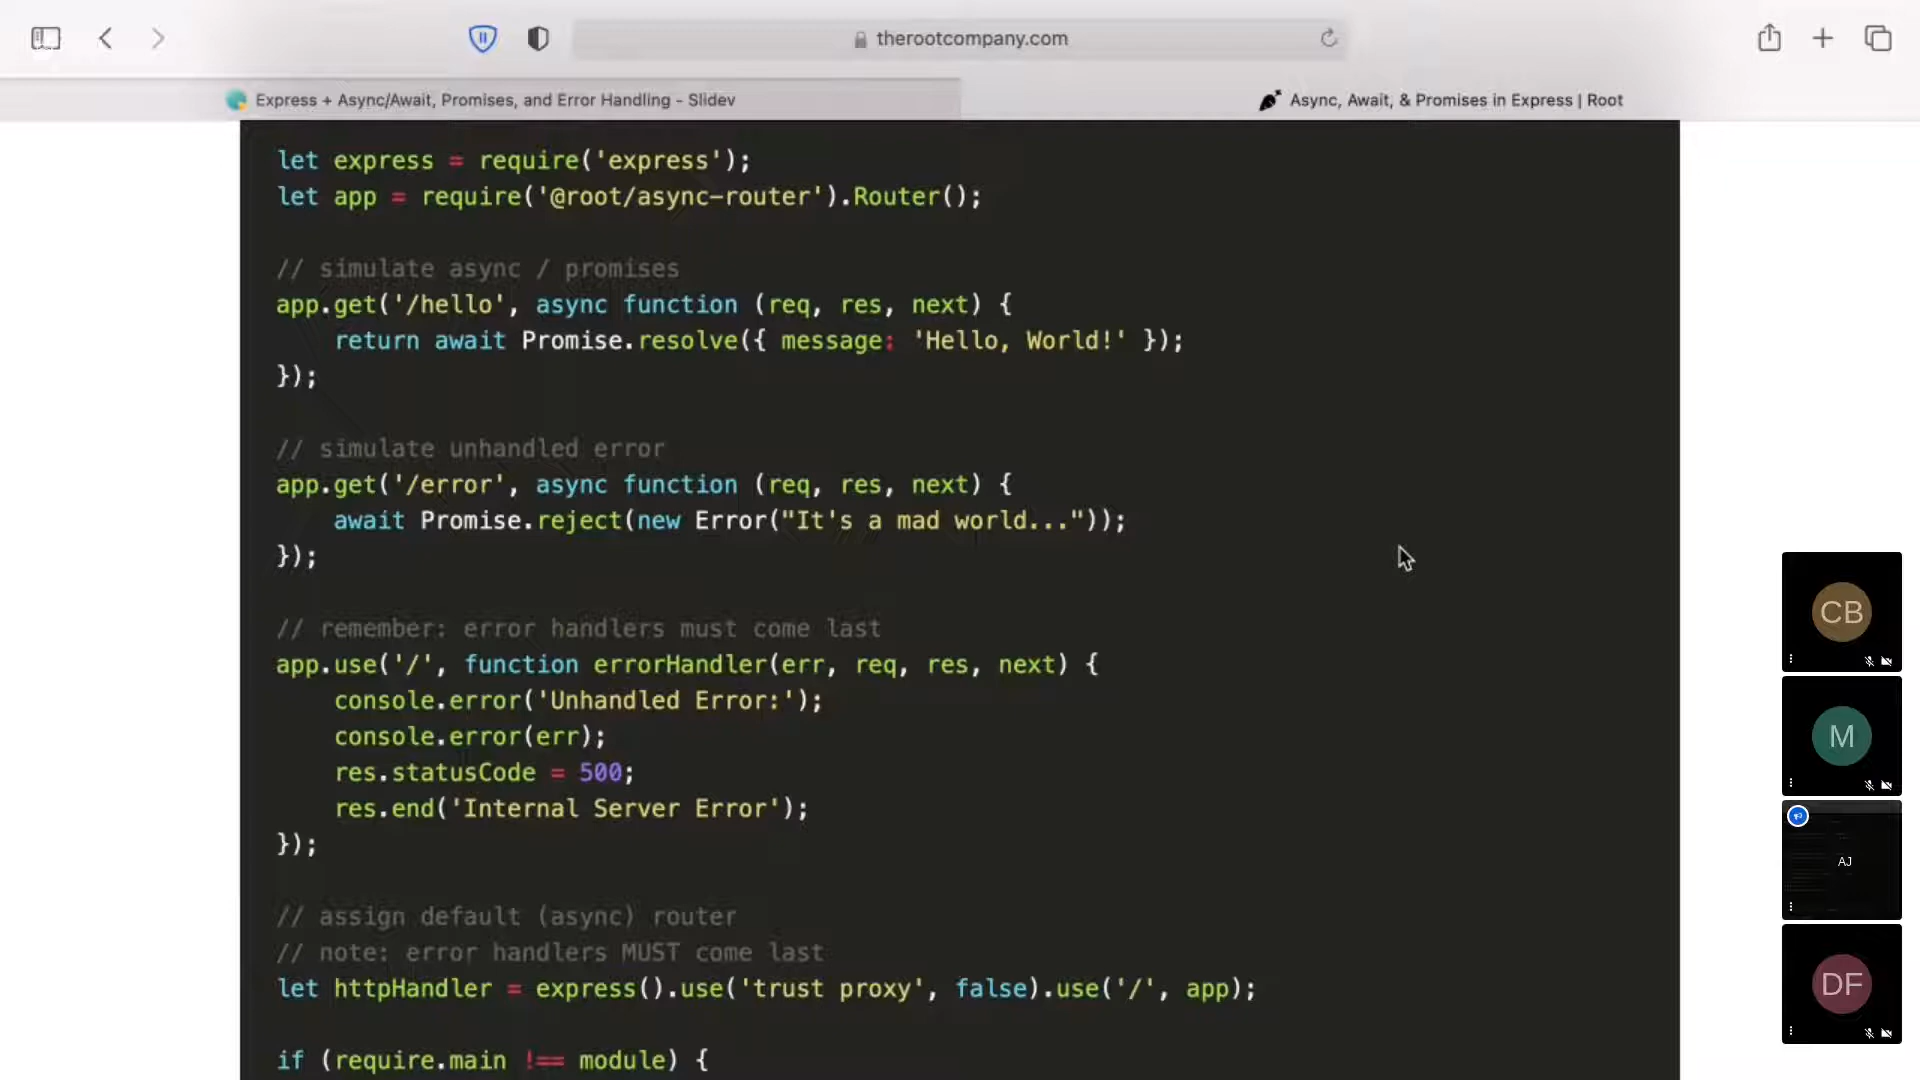 therootcompany.com
Express + Async/Await, Promises, and Error Handling - Slidev
Async, Await, & Promises in Express | Root
let express = require('express');
let app = require('@root/async-router').Router();
// simulate async / promises
app.get('/hello', async function (req, res, next) {
    return await Promise.resolve({ message: 'Hello, World!' });
});
// simulate unhandled error
app.get('/error', async function (req, res, next) {
    await Promise.reject(new Error("It's a mad world..."));
});
// remember: error handlers must come last
app.use('/', function errorHandler(err, req, res, next) {
    console.error('Unhandled Error:');
    console.error(err);
    res.statusCode = 500;
    res.end('Internal Server Error');
});
// assign default (async) router
// note: error handlers MUST come last
let httpHandler = express().use('trust proxy', false).use('/', app);
if (require.main !== module) {
CB
M
AJ
DF